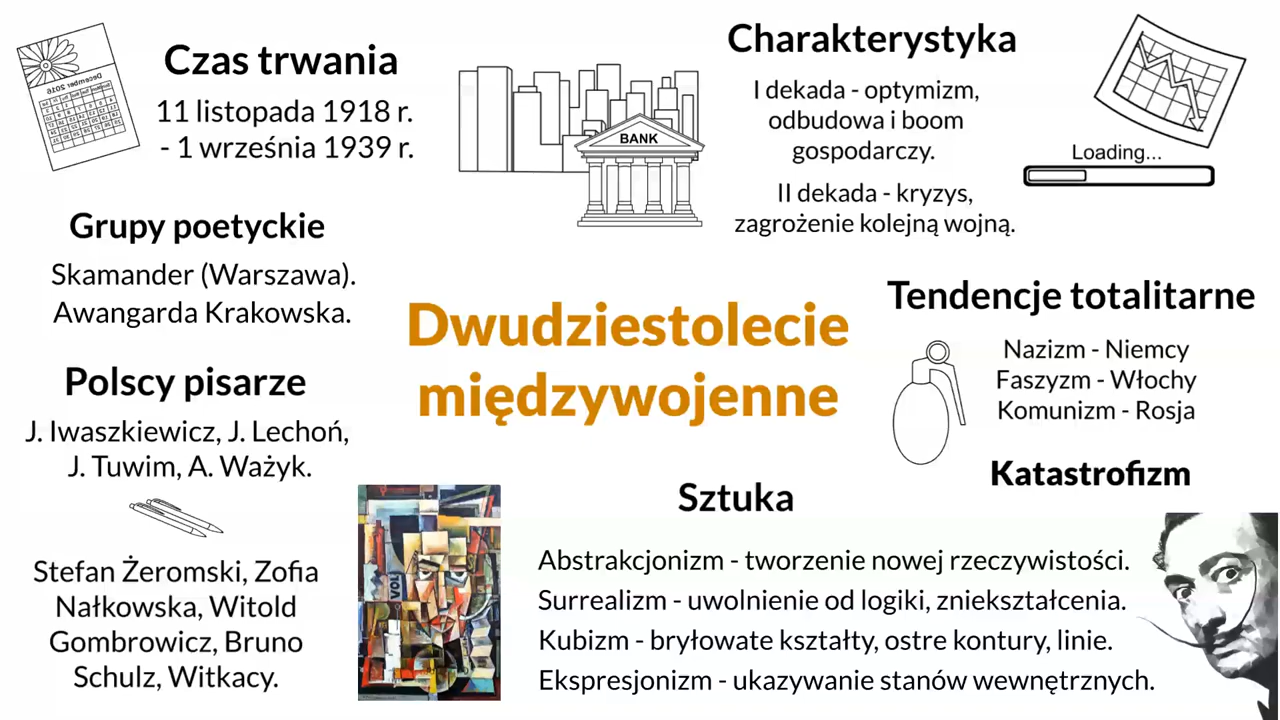 Czas trwania
11 listopada 1918 r.
- 1 września 1939 r.
December 2016
BANK
Charakterystyka
I dekada - optymizm,
odbudowa i boom
gospodarczy.
II dekada - kryzys,
zagrożenie kolejną wojną.
Loading...
Grupy poetyckie
Skamander (Warszawa).
Awangarda Krakowska.
Dwudziestolecie
międzywojenne
Tendencje totalitarne
Nazizm - Niemcy
Faszyzm - Włochy
Komunizm - Rosja
Katastrofizm
Polscy pisarze
J. Iwaszkiewicz, J. Lechoń,
J. Tuwim, A. Ważyk.
Stefan Żeromski, Zofia
Nałkowska, Witold
Gombrowicz, Bruno
Schulz, Witkacy.
VOL
Sztuka
Abstrakcjonizm - tworzenie nowej rzeczywistości.
Surrealizm - uwolnienie od logiki, zniekształcenia.
Kubizm - bryłowate kształty, ostre kontury, linie.
Ekspresjonizm - ukazywanie stanów wewnętrznych.